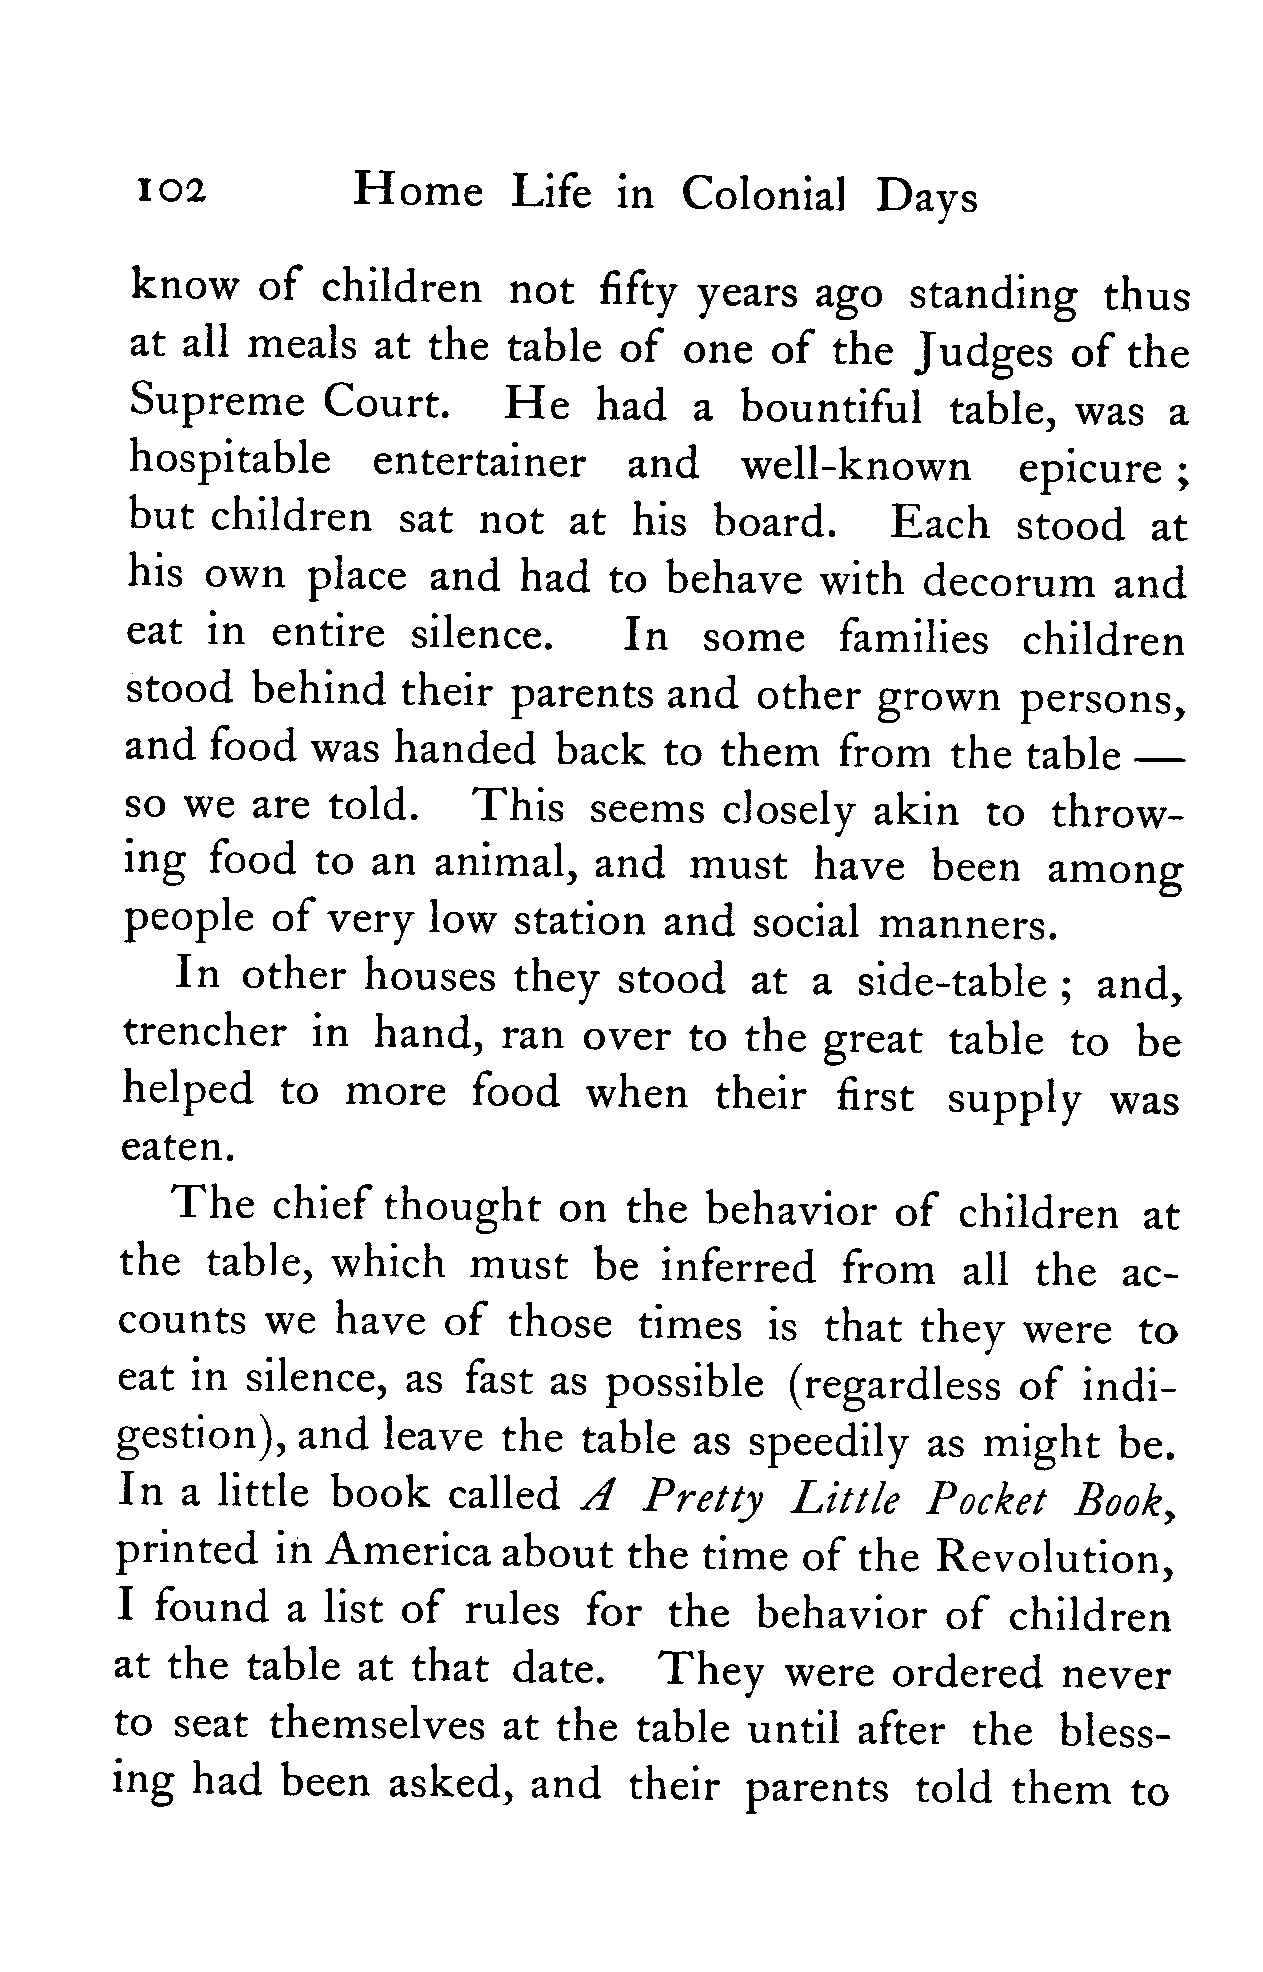 102 Home Life in Colonial Days
know of children not fifty years ago standing thus
at all meals at the table of one of the Judges of the
Supreme Court. He had a bountiful table, was a
hospitable entertainer and well-known epicure ;
but children sat not at his board. Each stood at
his own place and had to behave with decorum and
eat in entire silence. In some families children
stood behind their parents and other grown persons,
and food was handed back to them from the table —
so we are told. This seems closely akin to throw-
ing food to an animal, and must have been among
people of very low station and social manners.
In other houses they stood at a side-table ; and,
trencher in hand, ran over to the great table to be
helped to more food when their first supply was
eaten.
The chief thought on the behavior of children at
the table, which must be inferred from all the ac-
counts we have of those times is that they were to
eat in silence, as fast as possible (regardless of indi-
gestion), and leave the table as speedily as might be.
In a little book called A Pretty Little Pocket Book,
printed in America about the time of the Revolution,
I found a list of rules for the behavior of children
at the table at that date. They were ordered never
to seat themselves at the table until after the bless-
ing had been asked, and their parents told them to